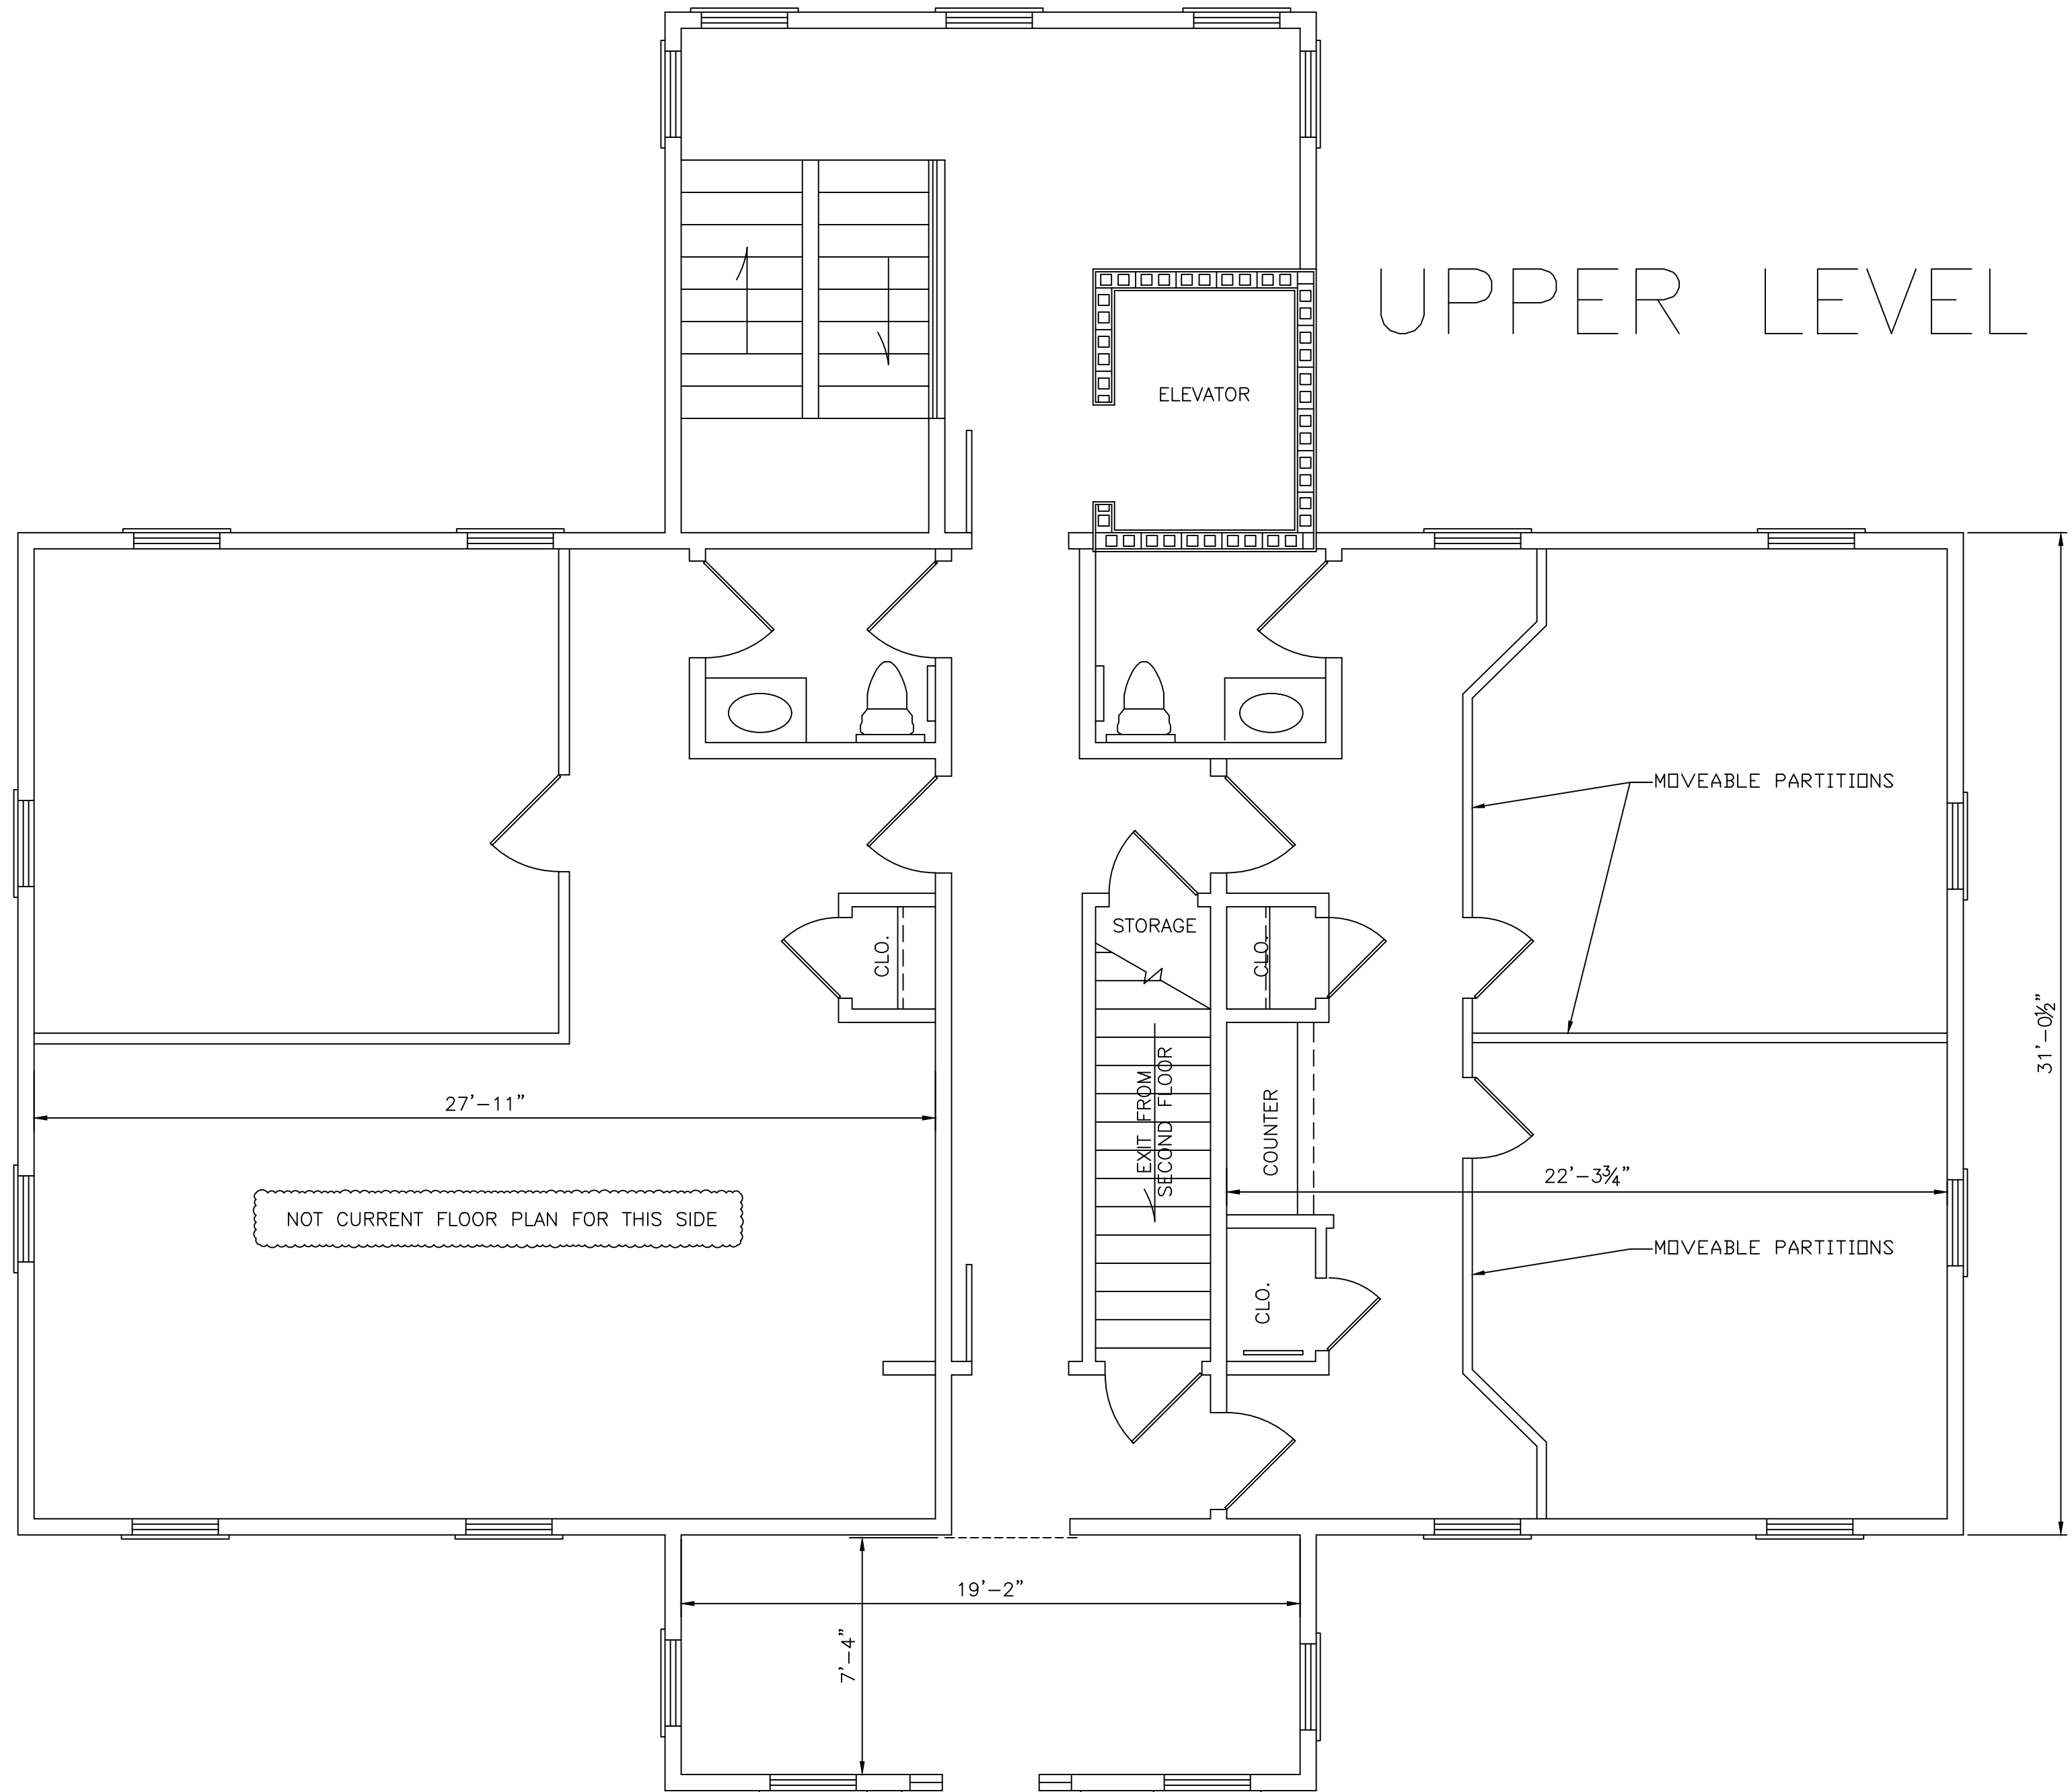 UPPER LEVEL
ELEVATOR
MOVEABLE PARTITIONS
STORAGE
CLO.
CLO.
31'-0½"
27'-11"
EXIT FROM
SECOND FLOOR
COUNTER
22'-3¾"
NOT CURRENT FLOOR PLAN FOR THIS SIDE
MOVEABLE PARTITIONS
CLO.
19'-2"
7'-4"